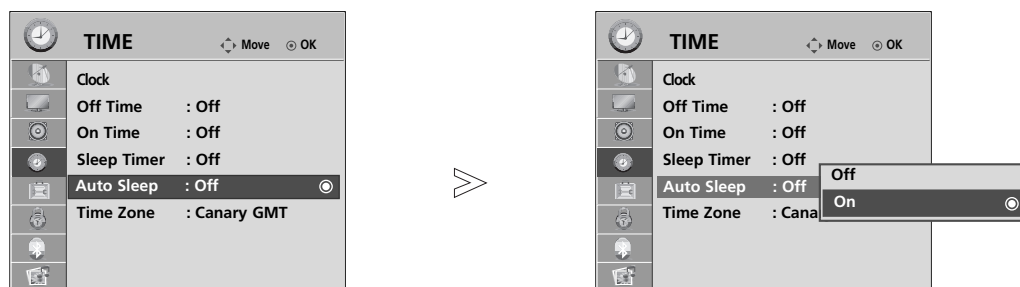 TIME Move OK
Clock
Off Time : Off
On Time : Off
Sleep Timer : Off
Auto Sleep : Off
Time Zone : Canary GMT
TIME Move OK
Clock
Off Time : Off
On Time : Off
Sleep Timer : Off
Auto Sleep : Off
Time Zone : Cana
Off
On